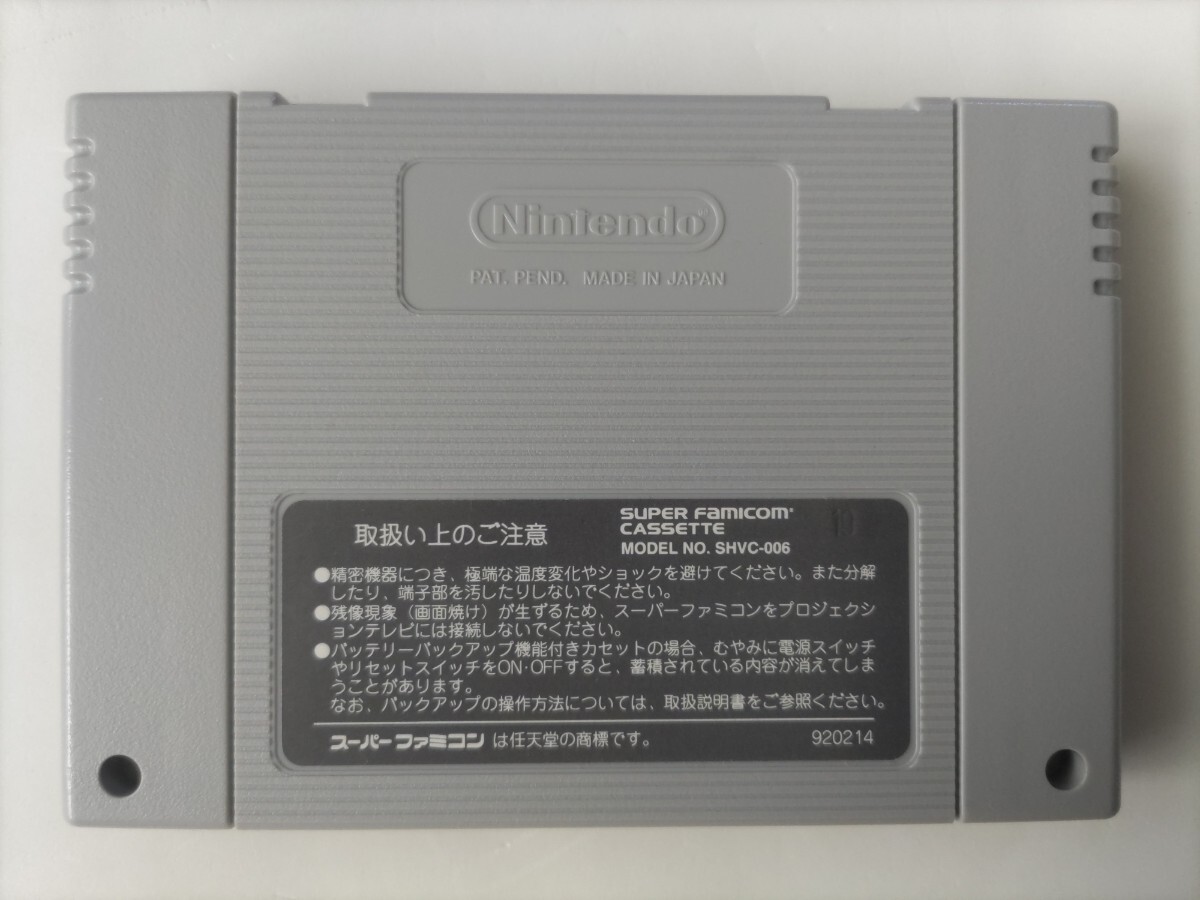 Nintendo®
PAT. PEND. MADE IN JAPAN
取扱い上のご注意
SUPER FAMICOM®
CASSETTE
MODEL NO. SHVC-006
●精密機器につき、極端な温度変化やショックを避けてください。また分解
したり、端子部を汚したりしないでください。
●残像現象（画面焼け）が生ずるため、スーパーファミコンをプロジェクシ
ョンテレビには接続しないでください。
●バッテリーバックアップ機能付きカセットの場合、むやみに電源スイッチ
やリセットスイッチをON·OFFすると、蓄積されている内容が消えてしま
うことがあります。
なお、バックアップの操作方法については、取扱説明書をご参照ください。
スーパーファミコンは任天堂の商標です。 920214